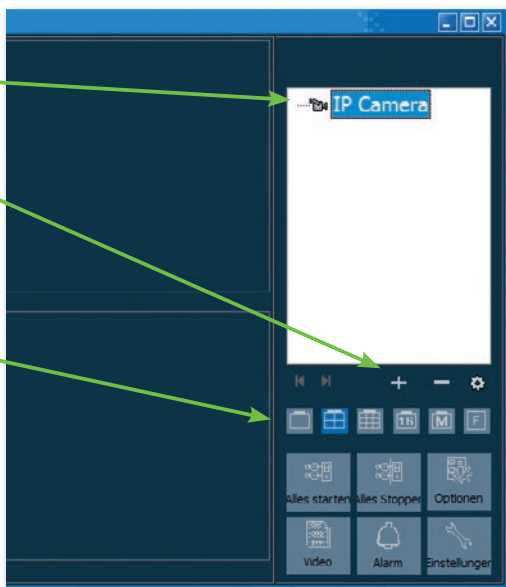 IP Camera
16 M F
Alles starten Alles Stoppen Optionen
Video Alarm Einstellungen